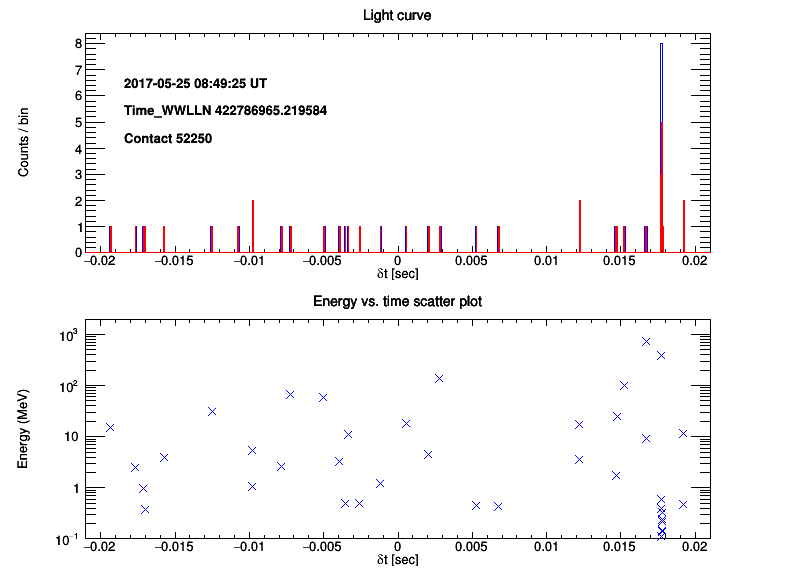 Light curve
8
7
6
5
4
3
2
1
0
Counts / bin
2017-05-25 08:49:25 UT
Time_WWLLN 422786965.219584
Contact 52250
−0.02 −0.015 −0.01 −0.005 0 0.005 0.01 0.015 0.02
δt [sec]
Energy vs. time scatter plot
10³
10²
10
1
10⁻¹
Energy (MeV)
−0.02 −0.015 −0.01 −0.005 0 0.005 0.01 0.015 0.02
δt [sec]